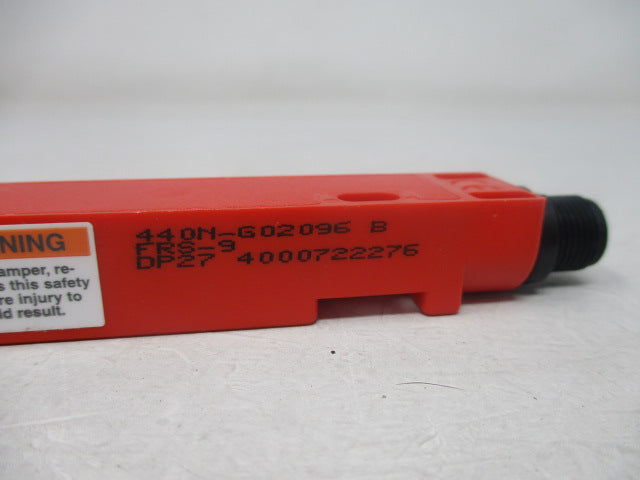 NING
amper, re-
s this safety
re injury to
ld result.
440N-G02096 B
FRS-9
DP27 4000722276